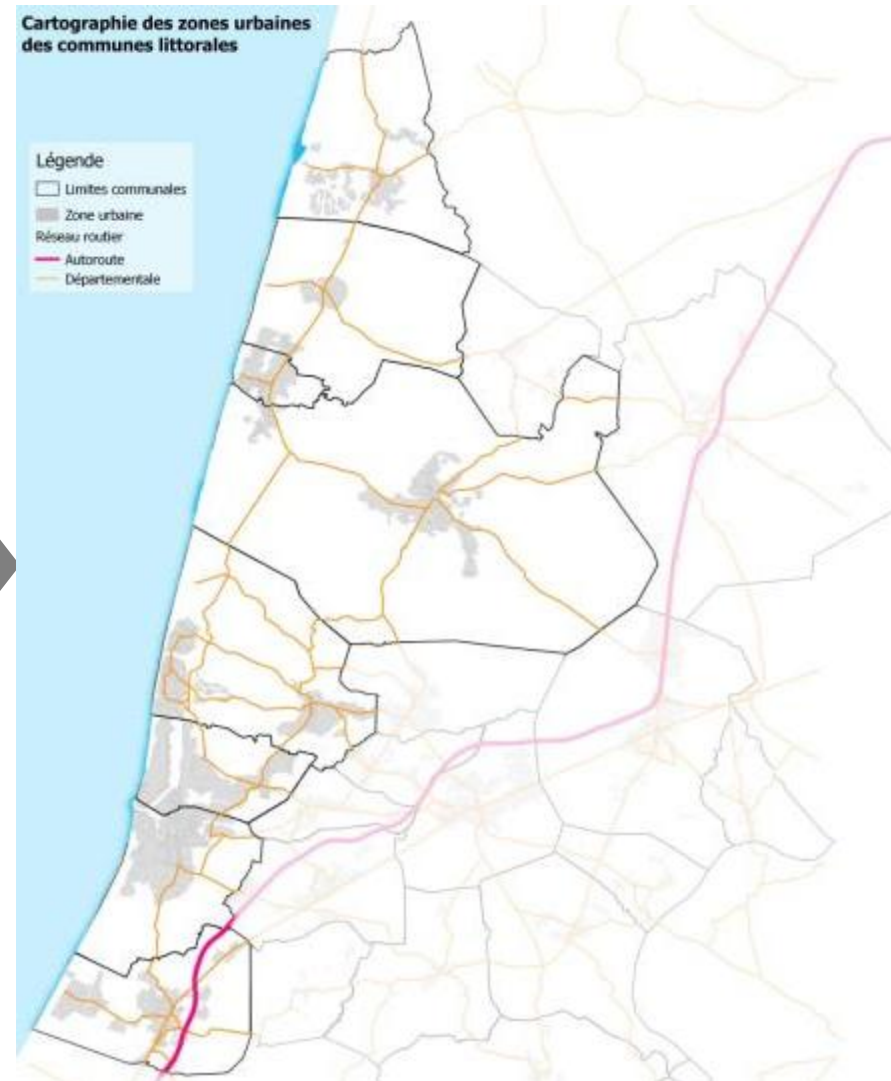 Cartographie des zones urbaines
des communes littorales
Légende
Limites communales
Zone urbaine
Réseau routier
Autoroute
Départementale